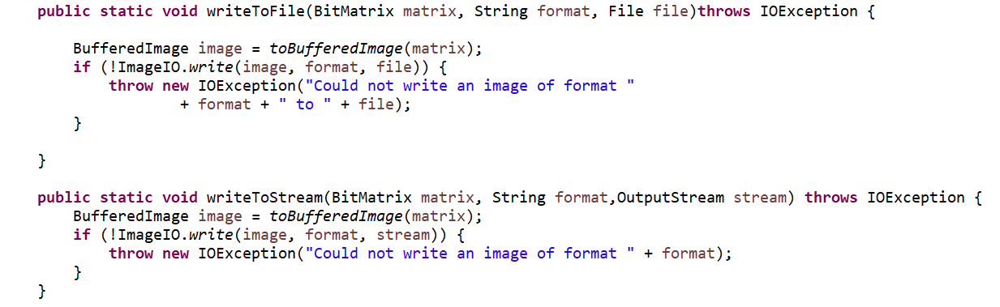 public static void writeToFile(BitMatrix matrix, String format, File file)throws IOException {
BufferedImage image = toBufferedImage(matrix);
if (!ImageIO.write(image, format, file)) {
throw new IOException("Could not write an image of format "
+ format + " to " + file);
}
}
public static void writeToStream(BitMatrix matrix, String format,OutputStream stream) throws IOException {
BufferedImage image = toBufferedImage(matrix);
if (!ImageIO.write(image, format, stream)) {
throw new IOException("Could not write an image of format " + format);
}
}